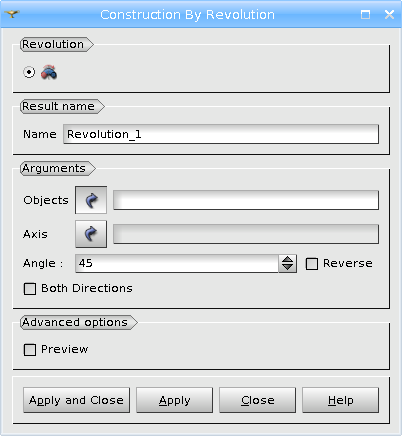 Construction By Revolution
Revolution
Result name
Name Revolution_1
Arguments
Objects
Axis
Angle : 45 Reverse
Both Directions
Advanced options
Preview
Apply and Close Apply Close Help